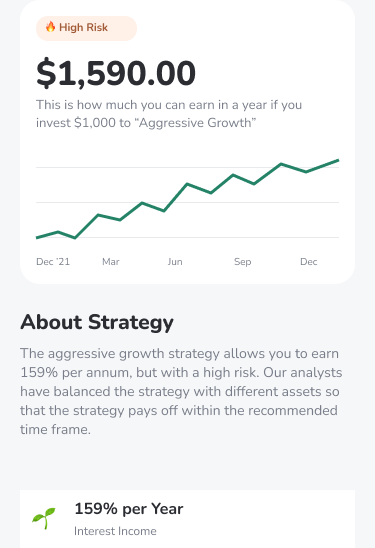 High Risk
$1,590.00
This is how much you can earn in a year if you
invest $1,000 to “Aggressive Growth”
Dec ’21 Mar Jun Sep Dec
About Strategy
The aggressive growth strategy allows you to earn
159% per annum, but with a high risk. Our analysts
have balanced the strategy with different assets so
that the strategy pays off within the recommended
time frame.
159% per Year
Interest Income